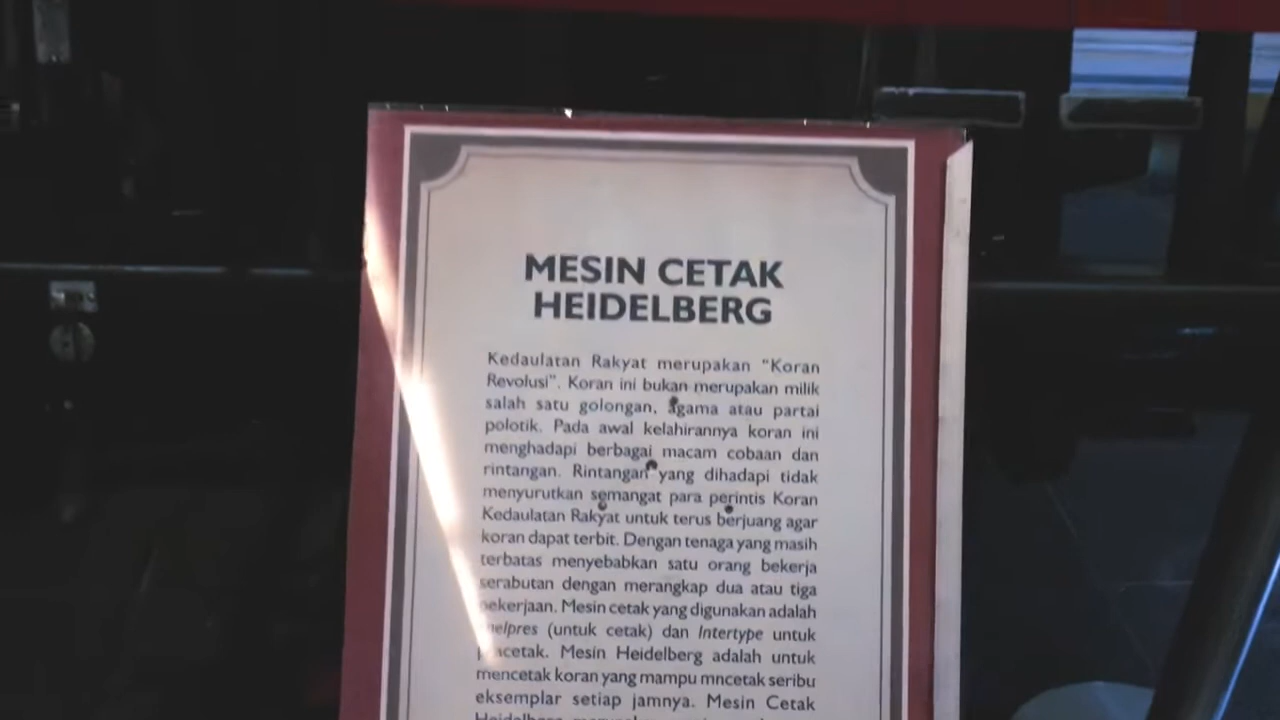 MESIN CETAK
HEIDELBERG
Kedaulatan Rakyat merupakan “Koran
Revolusi”. Koran ini bukan merupakan milik
salah satu golongan, agama atau partai
polotik. Pada awal kelahirannya koran ini
menghadapi berbagai macam cobaan dan
rintangan. Rintangan yang dihadapi tidak
menyurutkan semangat para perintis Koran
Kedaulatan Rakyat untuk terus berjuang agar
koran dapat terbit. Dengan tenaga yang masih
terbatas menyebabkan satu orang bekerja
serabutan dengan merangkap dua atau tiga
pekerjaan. Mesin cetak yang digunakan adalah
(untuk cetak) dan Intertype untuk
Mesin Heidelberg adalah untuk
mencetak koran yang mampu mncetak seribu
eksemplar setiap jamnya. Mesin Cetak